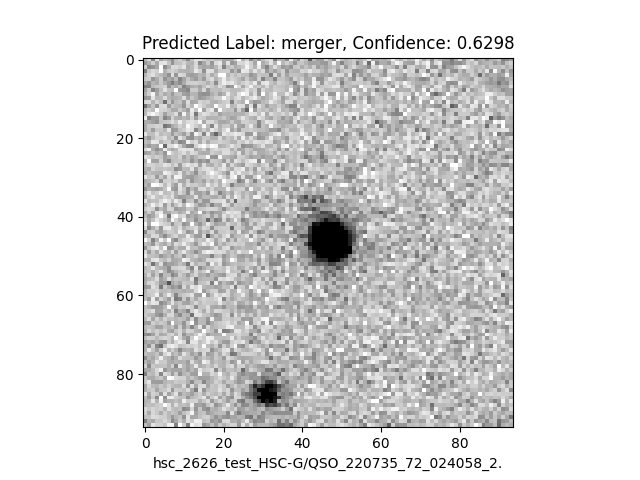 Predicted Label: merger, Confidence: 0.6298
0
20
40
60
80
0 20 40 60 80
hsc_2626_test_HSC-G/QSO_220735_72_024058_2.